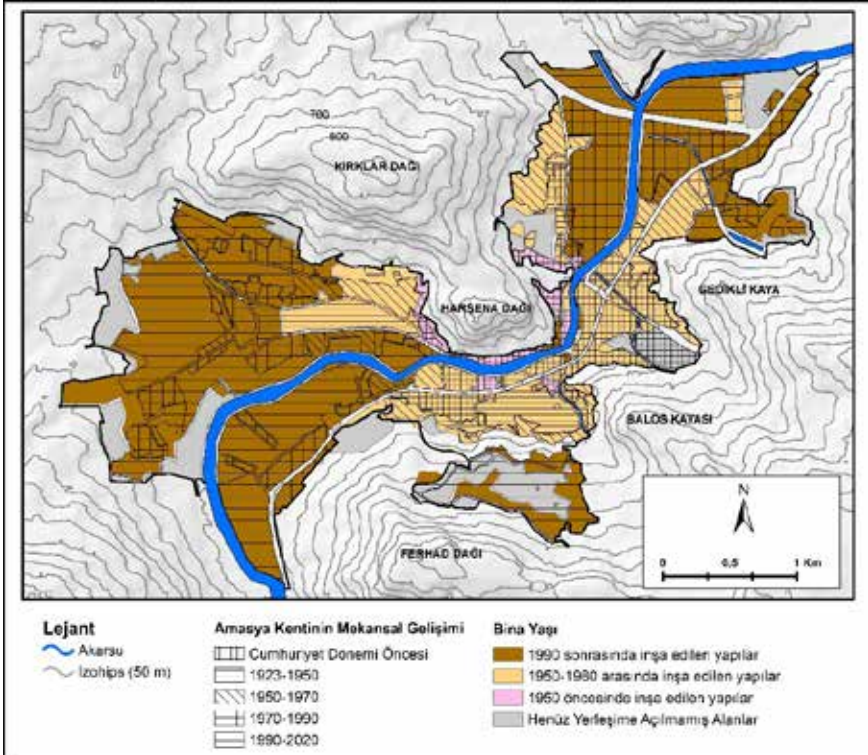 700
800
KIRKLAR DAĞI
HARŞENA DAĞI
GEDİKLİ KAYA
BALOS KAYASI
FERHAD DAĞI
N
0 0,5 1 Km
Lejant
Akarsu
İzohips (50 m)
Amasya Kentinin Mekansal Gelişimi
Cumhuriyet Dönemi Öncesi
1923-1950
1950-1970
1970-1990
1990-2020
Bina Yaşı
1990 sonrasında inşa edilen yapılar
1950-1980 arasında inşa edilen yapılar
1950 öncesinde inşa edilen yapılar
Henüz Yerleşime Açılmamış Alanlar